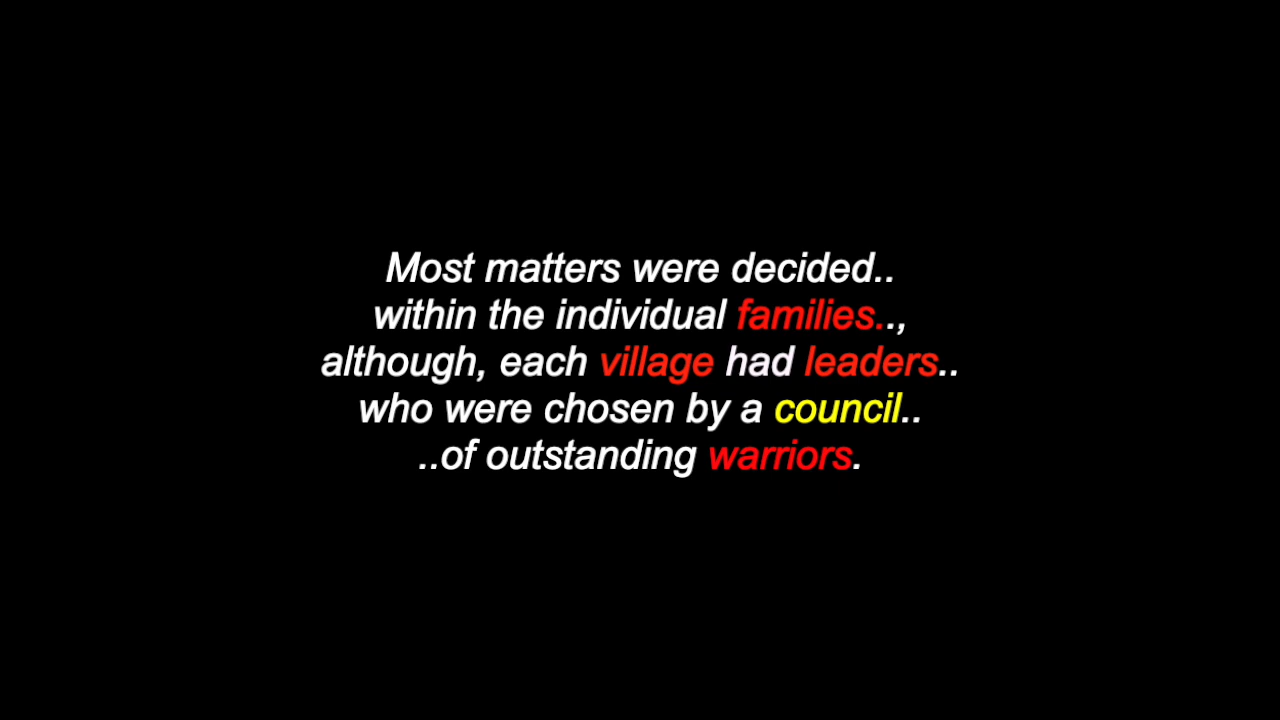 Most matters were decided..
within the individual families..,
although, each village had leaders..
who were chosen by a council..
..of outstanding warriors.